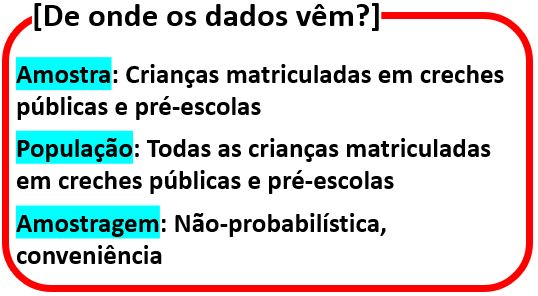 [De onde os dados vêm?]
Amostra: Crianças matriculadas em creches
públicas e pré-escolas
População: Todas as crianças matriculadas
em creches públicas e pré-escolas
Amostragem: Não-probabilística,
conveniência